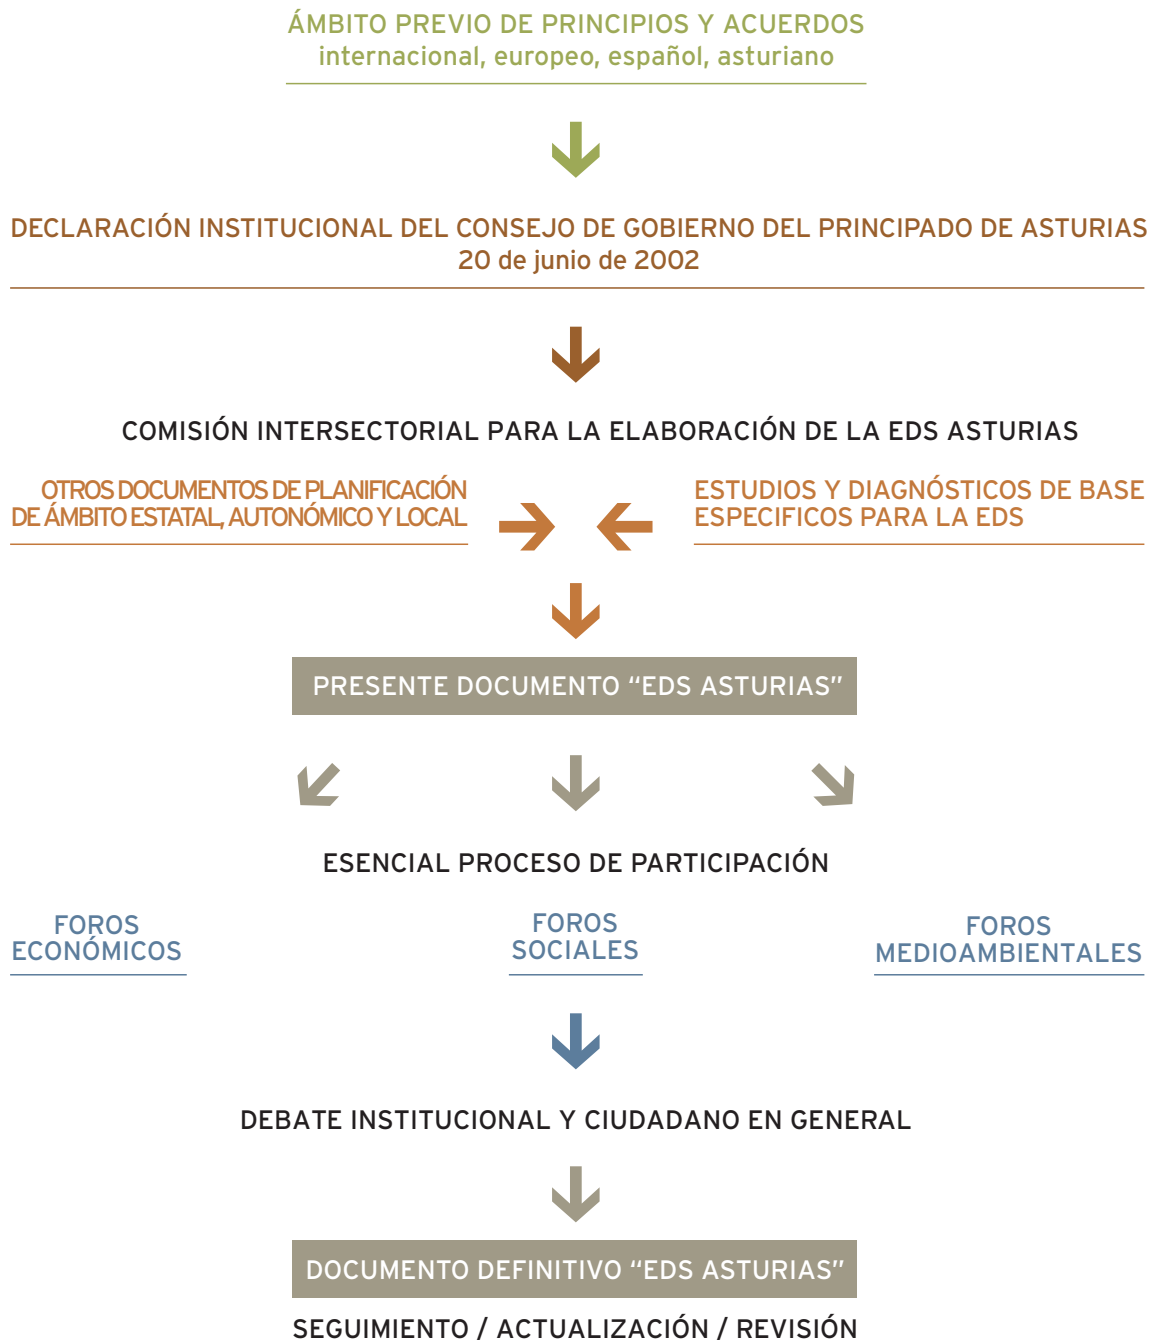 ÁMBITO PREVIO DE PRINCIPIOS Y ACUERDOS
internacional, europeo, español, asturiano
DECLARACIÓN INSTITUCIONAL DEL CONSEJO DE GOBIERNO DEL PRINCIPADO DE ASTURIAS
20 de junio de 2002
COMISIÓN INTERSECTORIAL PARA LA ELABORACIÓN DE LA EDS ASTURIAS
OTROS DOCUMENTOS DE PLANIFICACIÓN
DE ÁMBITO ESTATAL, AUTONÓMICO Y LOCAL
ESTUDIOS Y DIAGNÓSTICOS DE BASE
ESPECIFICOS PARA LA EDS
PRESENTE DOCUMENTO “EDS ASTURIAS”
ESENCIAL PROCESO DE PARTICIPACIÓN
FOROS
ECONÓMICOS
FOROS
SOCIALES
FOROS
MEDIOAMBIENTALES
DEBATE INSTITUCIONAL Y CIUDADANO EN GENERAL
DOCUMENTO DEFINITIVO “EDS ASTURIAS”
SEGUIMIENTO / ACTUALIZACIÓN / REVISIÓN